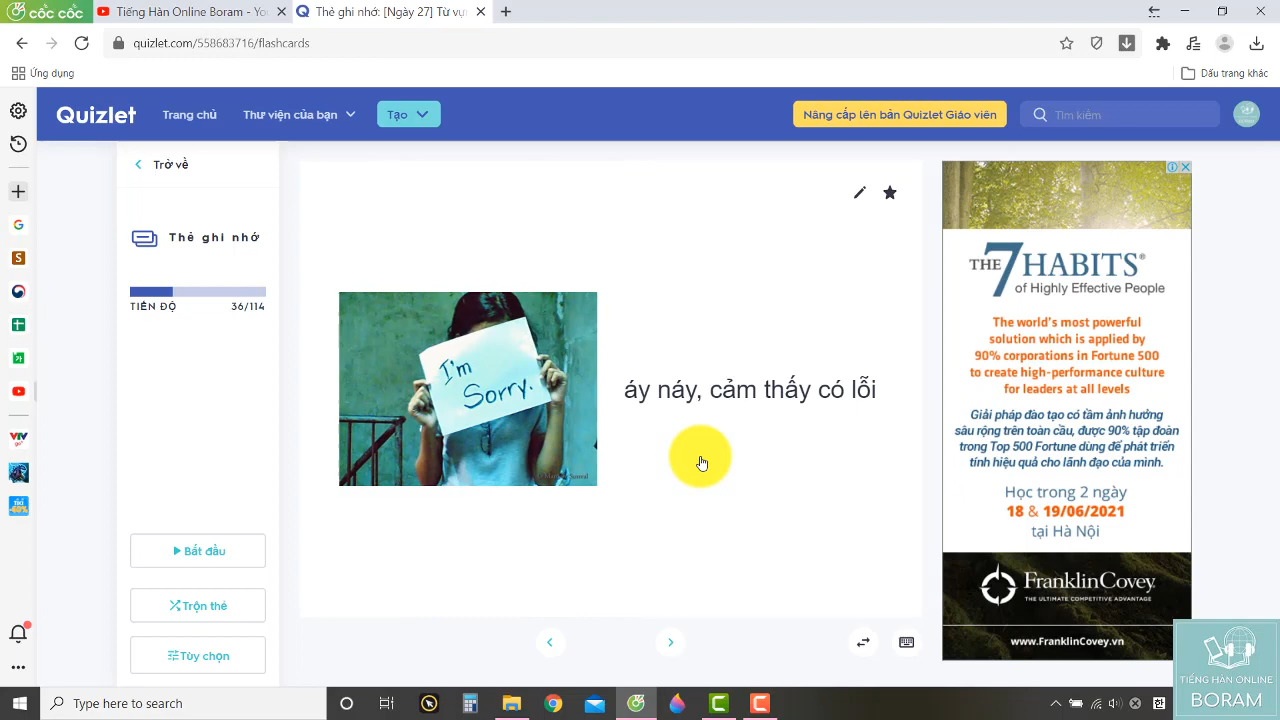 cốc cốc
Tiếng Hàn Online Boram - Yo
Thẻ ghi nhớ: [Ngày 27] Từ vự
quizlet.com/558683716/flashcards
Ứng dụng
Dấu trang khác
Quizlet
Trang chủ
Thư viện của bạn
Tạo
Nâng cấp lên bản Quizlet Giáo viên
Tìm kiếm
Trở về
Thẻ ghi nhớ
TIẾN ĐỘ
36/114
Bắt đầu
Trộn thẻ
Tùy chọn
I'm
Sorry.
áy náy, cảm thấy có lỗi
THE 7 HABITS®
of Highly Effective People
The world's most powerful
solution which is applied by
90% corporations in Fortune 500
to create high-performance culture
for leaders at all levels
Giải pháp đào tạo có tầm ảnh hưởng
sâu rộng trên toàn cầu, được 90% tập đoàn
trong Top 500 Fortune dùng để phát triển
tính hiệu quả cho lãnh đạo của mình.
Học trong 2 ngày
18 & 19/06/2021
tại Hà Nội
FranklinCovey
THE ULTIMATE COMPETITIVE ADVANTAGE
www.FranklinCovey.vn
TIẾNG HÀN ONLINE
BORAM
Type here to search